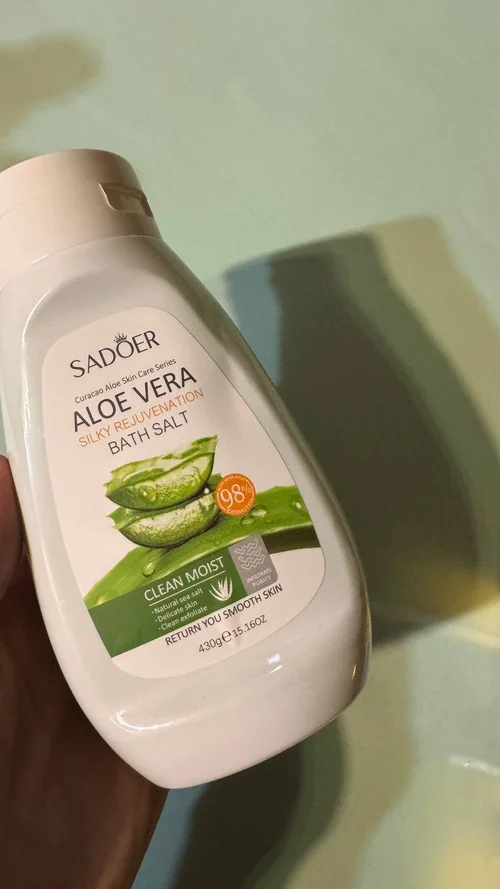 SADOER
Curacao Aloe Skin Care Series
ALOE VERA
SILKY REJUVENATION
BATH SALT
98%
CLEAN MOIST
· Natural sea salt
· Delicate skin
· Clean exfoliate
PURIFY
RETURN YOU SMOOTH SKIN
430g℮15.16OZ